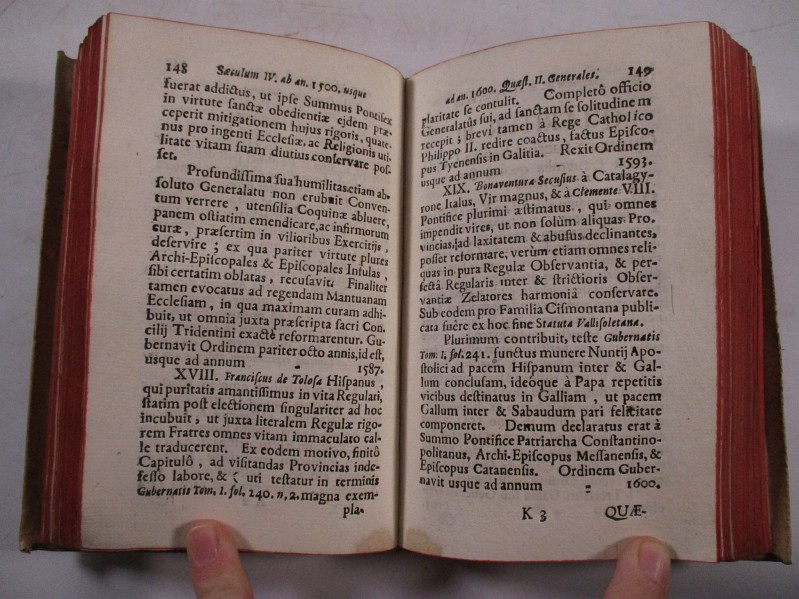 148 Sæculum IV. ab an. 1500. usque
fuerat addictus, ut ipse Summus Pontifex
in virtute sanctæ obedientiæ ejdem præ-
ceperit mitigationem hujus rigoris, quate-
nus pro ingenti Ecclesiæ, ac Religionis uti-
litate vitam suam diutius conservare pos-
set.
Profundissima sua humilitas etiam ab-
soluto Generalatu non erubuit Conven-
tum verrere, utensilia Coquinæ abluere,
panem ostiatim emendicare, ac infirmorum
curæ, præsertim in vilioribus Exercitijs,
deservire; ex qua pariter virtute plures
Archi-Episcopales & Episcopales Infulas,
sibi certatim oblatas, recusavit. Finaliter
tamen evocatus ad regendam Mantuanam
Ecclesiam, in qua maximam curam adhi-
buit, ut omnia juxta præscripta sacri Con-
cilij Tridentini exactè reformarentur. Gu-
bernavit Ordinem pariter octo annis, id est,
usque ad annum - 1587.
XVIII. Franciscus de Tolosa Hispanus,
qui puritatis amantissimus in vita Regulari,
statim post electionem singulariter ad hoc
incubuit, ut juxta literalem Regulæ rigo-
rem Fratres omnes vitam immaculato cal-
le traducerent. Ex eodem motivo, finitô
Capitulô, ad visitandas Provincias inde-
fesso labore, & ( uti testatur in terminis
Gubernatis Tom. I. fol. 240. n, 2. magna exem-
pla-
ad an. 1600. Quæst. II. Generales. 149
plaritate se contulit. Completô officio
Generalatûs sui, ad sanctam se solitudinem
recepit; brevi tamen à Rege Catholico
Philippo II. redire coactus, factus Episco-
pus Tyenensis in Galitia. Rexit Ordinem
usque ad annum - 1593.
XIX. Bonaventura Secusius à Catalagy-
rone Italus, Vir magnus, & à Clemente VIII.
Pontifice plurimi æstimatus, qui omnes
impendit vires, ut non solùm aliquas Pro-
vincias, ad laxitatem & abusus declinantes,
posset reformare, verùm etiam omnes reli-
quas in pura Regulæ Observantia, & per-
fectâ Regularis inter & strictioris Obser-
vantiæ Zelatores harmoniâ conservare.
Sub eodem pro Familia Cismontana publi-
cata fuêre ex hoc fine Statuta Vallisoletana.
Plurimum contribuit, teste Gubernatis
Tom. I. fol. 241. functus munere Nuntij Apo-
stolici ad pacem Hispanum inter & Gal-
lum conclusam, ideòque à Papa repetitis
vicibus destinatus in Galliam, ut pacem
Gallum inter & Sabaudum pari felicitate
componeret. Demum declaratus erat à
Summo Pontifice Patriarcha Constantino-
politanus, Archi-Episcopus Messanensis, &
Episcopus Catanensis. Ordinem Guber-
navit usque ad annum - 1600.
K 3 QUÆ-